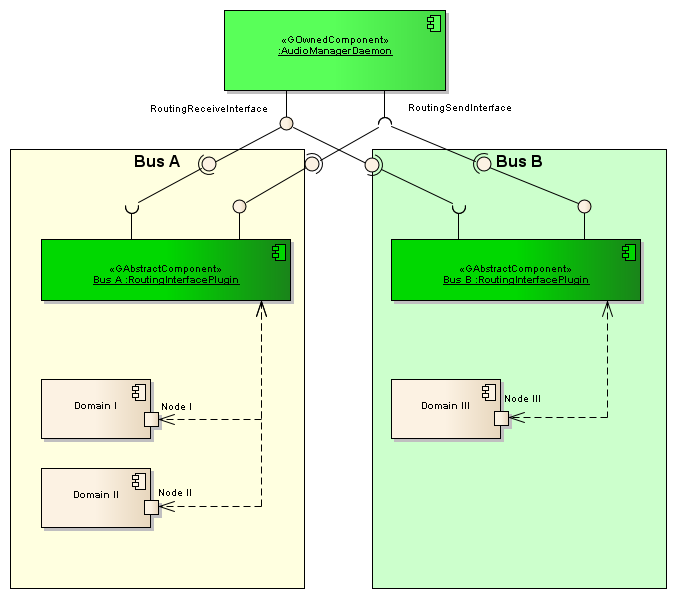 «GOwnedComponent»
:AudioManagerDaemon
RoutingReceiveInterface
RoutingSendInterface
Bus A
Bus B
«GAbstractComponent»
Bus A :RoutingInterfacePlugin
«GAbstractComponent»
Bus B :RoutingInterfacePlugin
Domain I
Node I
Domain III
Node III
Domain II
Node II